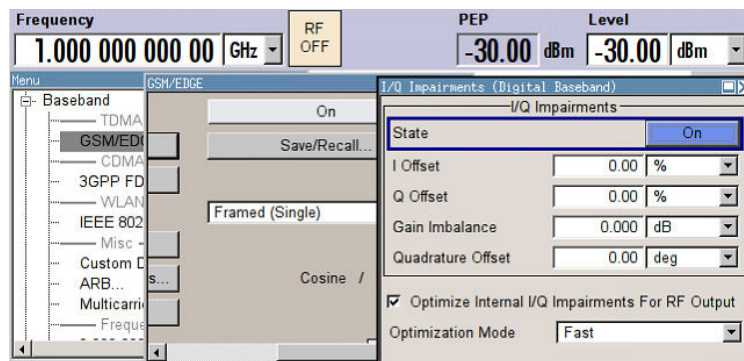 Frequency
RF
OFF
PEP
Level
1.000 000 000 00 GHz
-30.00 dBm
-30.00 dBm
Menu
Baseband
TDMA
GSM/EDG
CDMA
3GPP FD
WLAN
IEEE 802
Misc
Custom D
ARB...
Multicarri
Freque
GSM/EDGE
On
Save/Recall...
Framed (Single)
s...
Cosine /
I/Q Impairments (Digital Baseband)
I/Q Impairments
State On
I Offset 0.00 %
Q Offset 0.00 %
Gain Imbalance 0.000 dB
Quadrature Offset 0.00 deg
Optimize Internal I/Q Impairments For RF Output
Optimization Mode Fast